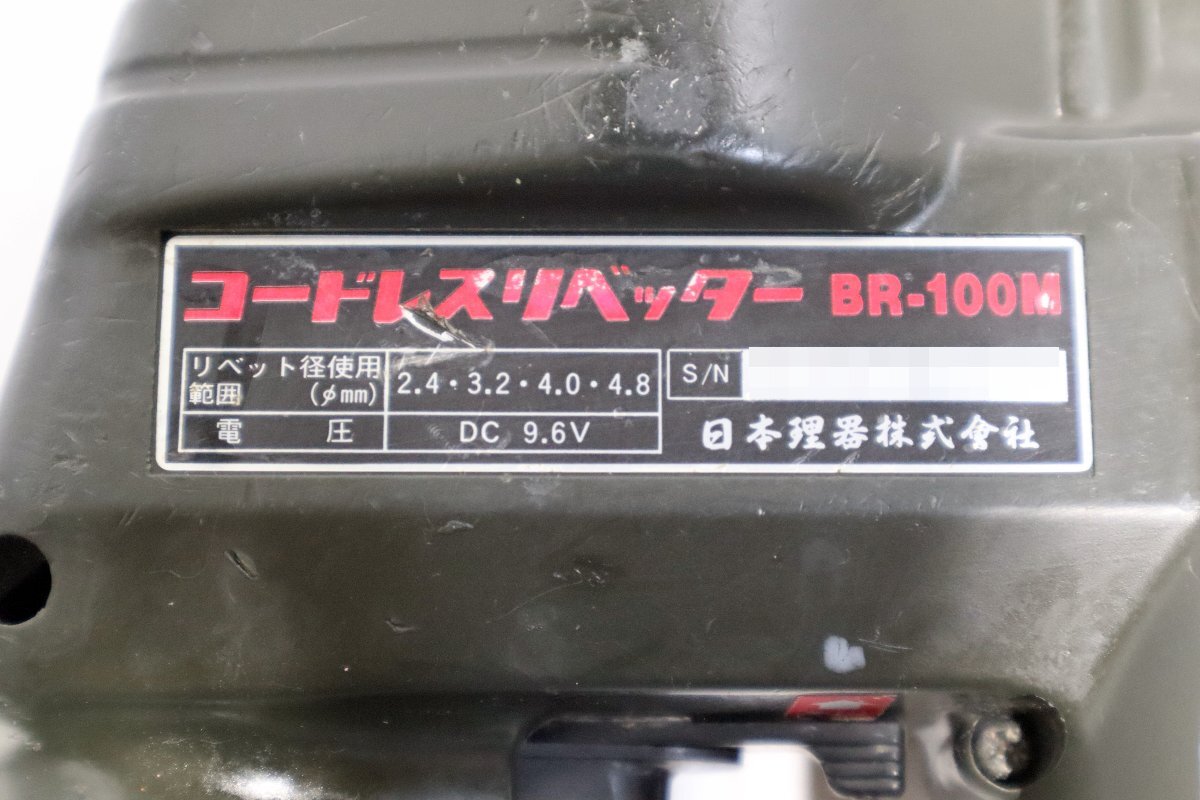 コードレスリベッター BR-100M
リベット径使用
範囲 (φmm)
2.4・3.2・4.0・4.8
電圧
DC 9.6V
S/N
日本理器株式會社